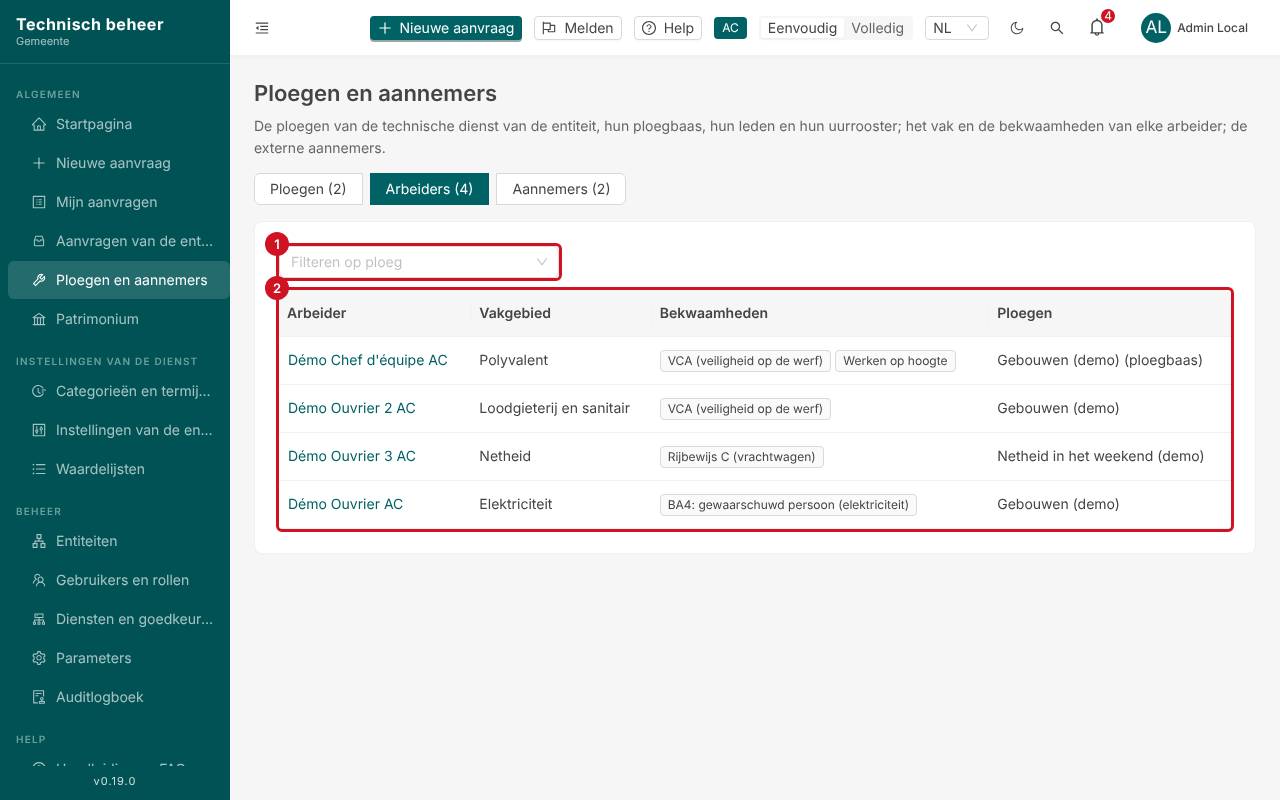 Technisch beheer
Gemeente
ALGEMEEN
Startpagina
Nieuwe aanvraag
Mijn aanvragen
Aanvragen van de ent...
Ploegen en aannemers
Patrimonium
INSTELLINGEN VAN DE DIENST
Categorieën en termij...
Instellingen van de en...
Waardelijsten
BEHEER
Entiteiten
Gebruikers en rollen
Diensten en goedkeur...
Parameters
Auditlogboek
HELP
v0.19.0
Nieuwe aanvraag
Melden
Help
AC
Eenvoudig
Volledig
NL
4
AL
Admin Local
Ploegen en aannemers
De ploegen van de technische dienst van de entiteit, hun ploegbaas, hun leden en hun uurrooster; het vak en de bekwaamheden van elke arbeider; de
externe aannemers.
Ploegen (2)
Arbeiders (4)
Aannemers (2)
1
Filteren op ploeg
2
Arbeider Vakgebied Bekwaamheden Ploegen
Démo Chef d'équipe AC Polyvalent VCA (veiligheid op de werf) Werken op hoogte Gebouwen (demo) (ploegbaas)
Démo Ouvrier 2 AC Loodgieterij en sanitair VCA (veiligheid op de werf) Gebouwen (demo)
Démo Ouvrier 3 AC Netheid Rijbewijs C (vrachtwagen) Netheid in het weekend (demo)
Démo Ouvrier AC Elektriciteit BA4: gewaarschuwd persoon (elektriciteit) Gebouwen (demo)